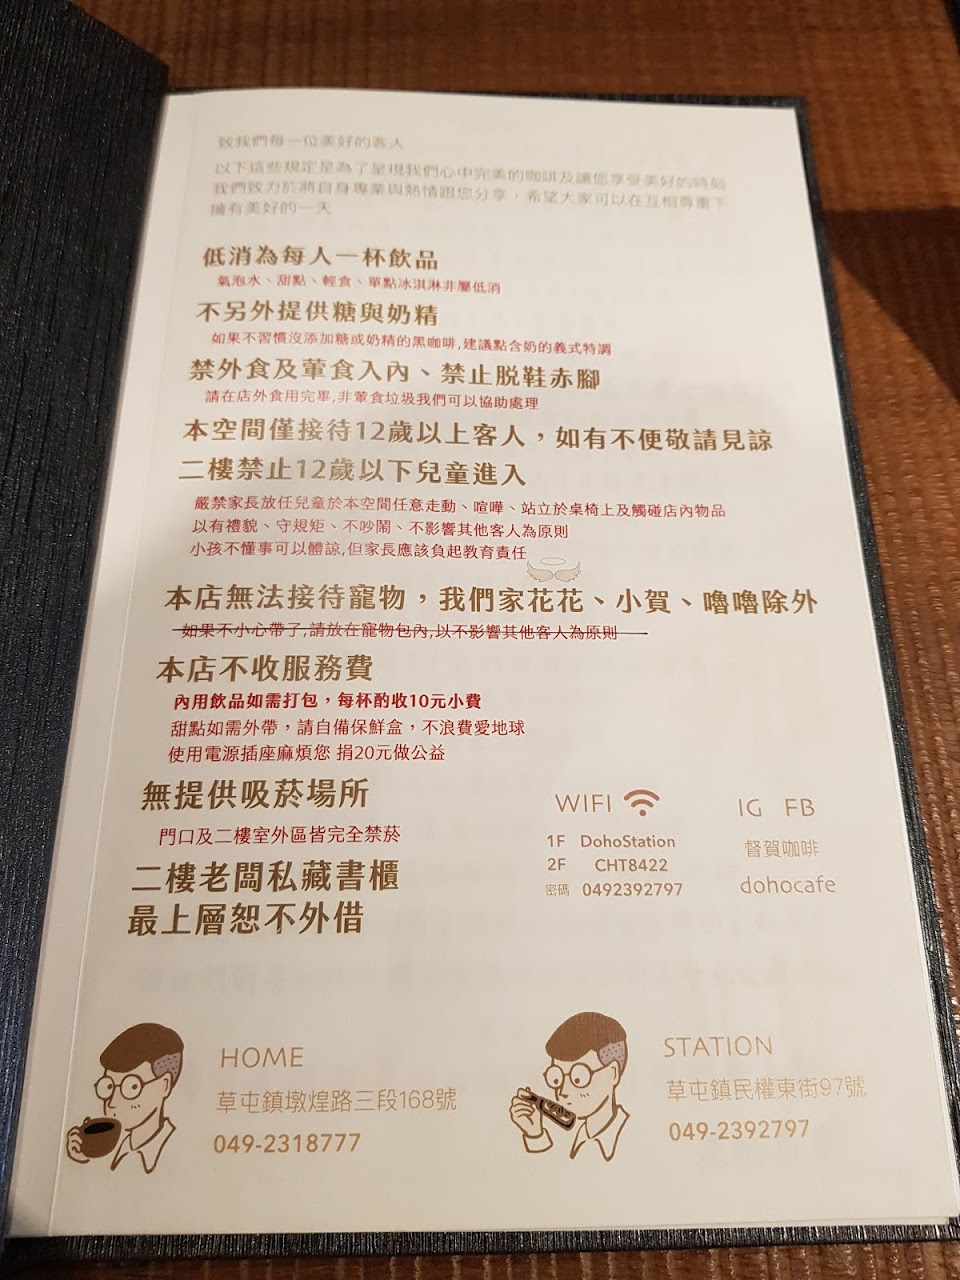 致我們每一位美好的客人
以下這些規定是為了呈現我們心中完美的咖啡及讓您享受美好的時刻
我們致力於將自身專業與熱情跟您分享，希望大家可以在互相尊重下
擁有美好的一天
低消為每人一杯飲品
氣泡水、甜點、輕食、單點冰淇淋非屬低消
不另外提供糖與奶精
如果不習慣沒添加糖或奶精的黑咖啡,建議點含奶的義式特調
禁外食及葷食入內、禁止脫鞋赤腳
請在店外食用完畢,非葷食垃圾我們可以協助處理
本空間僅接待12歲以上客人，如有不便敬請見諒
二樓禁止12歲以下兒童進入
嚴禁家長放任兒童於本空間任意走動、喧嘩、站立於桌椅上及觸碰店內物品
以有禮貌、守規矩、不吵鬧、不影響其他客人為原則
小孩不懂事可以體諒,但家長應該負起教育責任
本店無法接待寵物，我們家花花、小賀、嚕嚕除外
如果不小心帶了,請放在寵物包內,以不影響其他客人為原則
本店不收服務費
內用飲品如需打包，每杯酌收10元小費
甜點如需外帶，請自備保鮮盒，不浪費愛地球
使用電源插座麻煩您 捐20元做公益
無提供吸菸場所
門口及二樓室外區皆完全禁菸
二樓老闆私藏書櫃
最上層恕不外借
WIFI
1F DohoStation
2F CHT8422
密碼 0492392797
IG FB
督賀咖啡
dohocafe
HOME
草屯鎮墩煌路三段168號
049-2318777
STATION
草屯鎮民權東街97號
049-2392797